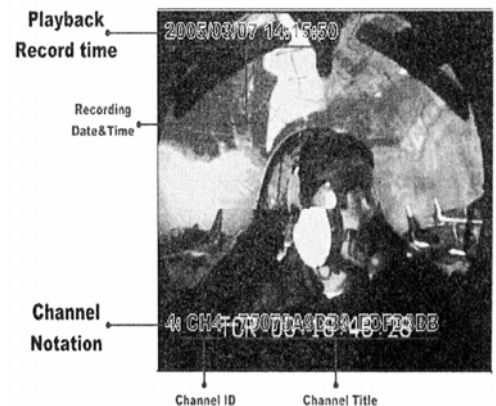 Playback
Record time
2005/03/07 14:15:50
Recording
Date&Time
Channel
Notation
4: CH4:
TCR
Channel ID
Channel Title